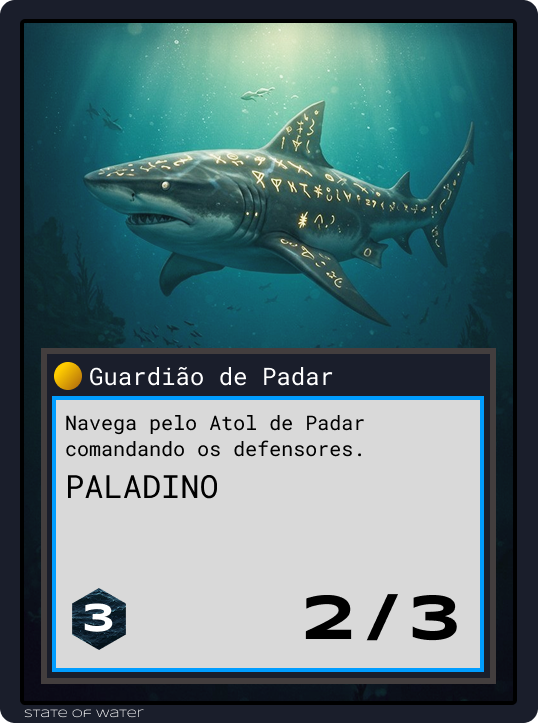 Guardião de Padar
Navega pelo Atol de Padar
comandando os defensores.
PALADINO
3
2/3
STATE OF WATER